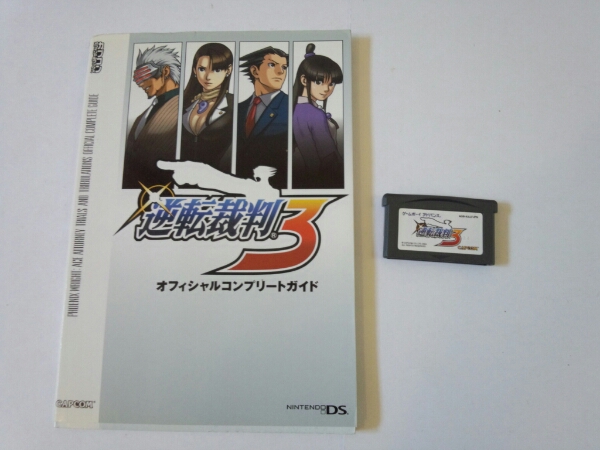 PHOENIX WRIGHT: ACE ATTORNEY TRIALS AND TRIBULATIONS OFFICIAL COMPLETE GUIDE
逆転裁判3
オフィシャルコンプリートガイド
CAPCOM
NINTENDO DS
ゲームボーイアドバンス
逆転裁判3
CAPCOM